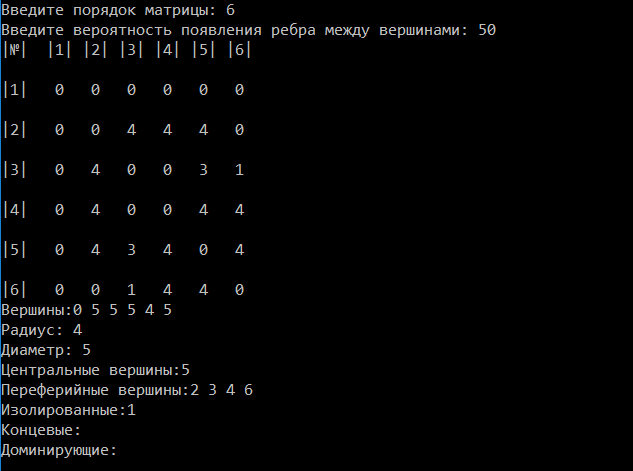 Введите порядок матрицы: 6
Введите вероятность появления ребра между вершинами: 50
|№|  |1| |2| |3| |4| |5| |6|
|1|   0   0   0   0   0   0
|2|   0   0   4   4   4   0
|3|   0   4   0   0   3   1
|4|   0   4   0   0   4   4
|5|   0   4   3   4   0   4
|6|   0   0   1   4   4   0
Вершины:0 5 5 5 4 5
Радиус: 4
Диаметр: 5
Центральные вершины:5
Переферийные вершины:2 3 4 6
Изолированные:1
Концевые:
Доминирующие: